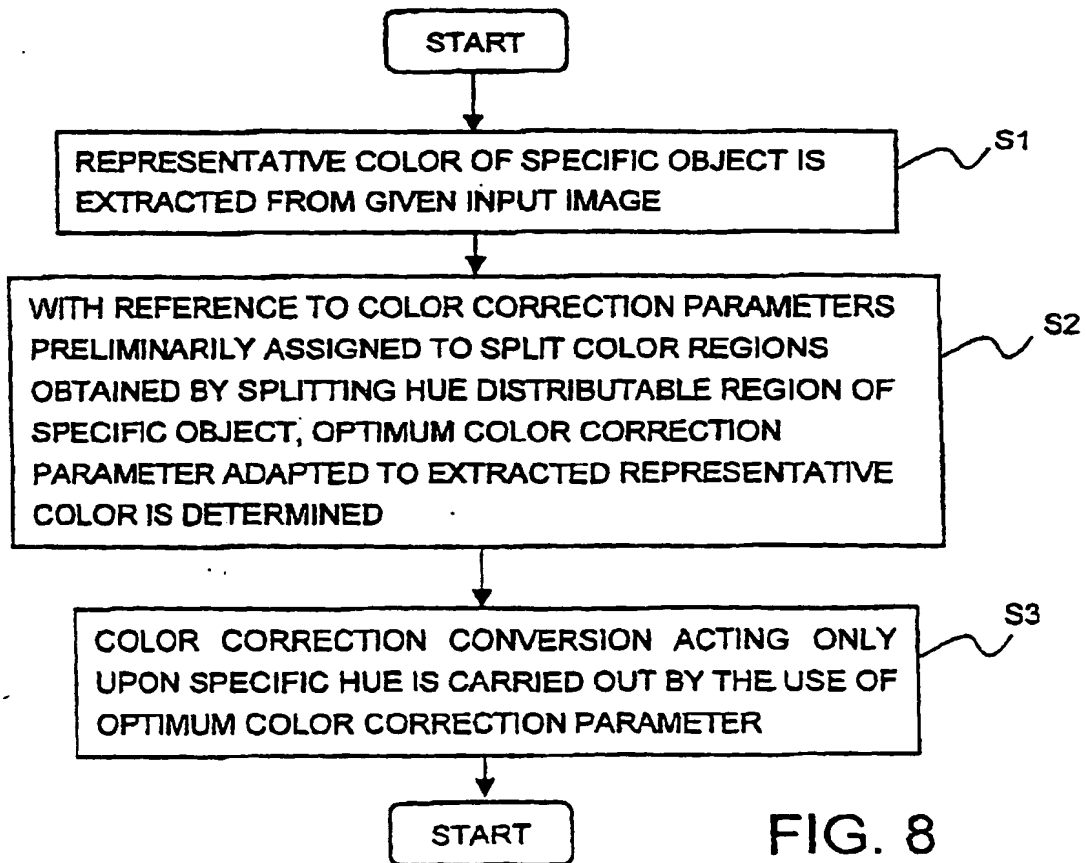 START
REPRESENTATIVE COLOR OF SPECIFIC OBJECT IS
EXTRACTED FROM GIVEN INPUT IMAGE
S1
WITH REFERENCE TO COLOR CORRECTION PARAMETERS
PRELIMINARILY ASSIGNED TO SPLIT COLOR REGIONS
OBTAINED BY SPLITTING HUE DISTRIBUTABLE REGION OF
SPECIFIC OBJECT, OPTIMUM COLOR CORRECTION
PARAMETER ADAPTED TO EXTRACTED REPRESENTATIVE
COLOR IS DETERMINED
S2
COLOR CORRECTION CONVERSION ACTING ONLY
UPON SPECIFIC HUE IS CARRIED OUT BY THE USE OF
OPTIMUM COLOR CORRECTION PARAMETER
S3
START
FIG. 8